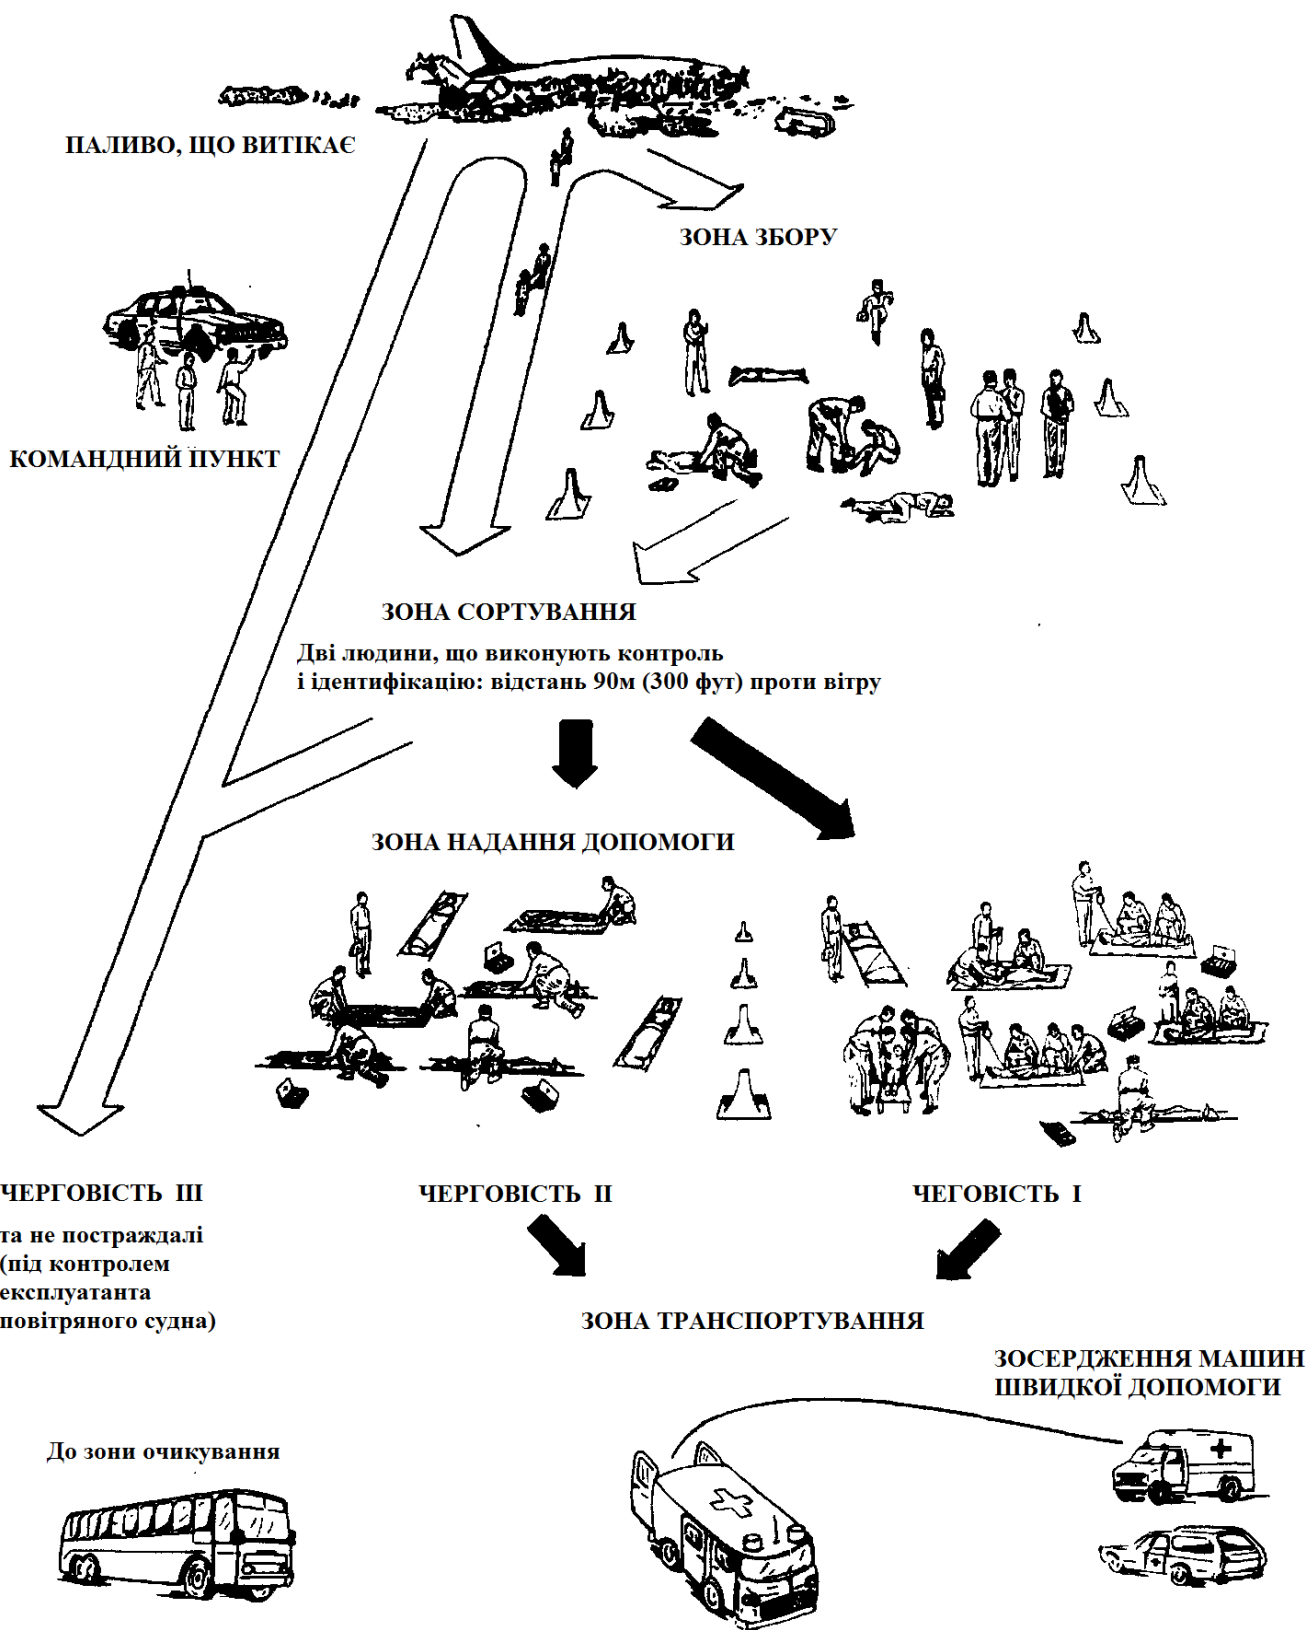 ПАЛИВО, ЩО ВИТІКАЄ
ЗОНА ЗБОРУ
КОМАНДНИЙ ПУНКТ
ЗОНА СОРТУВАННЯ
Дві людини, що виконують контроль
і ідентифікацію: відстань 90м (300 фут) проти вітру
ЗОНА НАДАННЯ ДОПОМОГИ
ЧЕРГОВІСТЬ III
та не постраждалі
(під контролем
експлуатанта
повітряного судна)
ЧЕРГОВІСТЬ II
ЧЕГОВІСТЬ I
ЗОНА ТРАНСПОРТУВАННЯ
ЗОСЕРДЖЕННЯ МАШИН
ШВИДКОЇ ДОПОМОГИ
До зони очикування